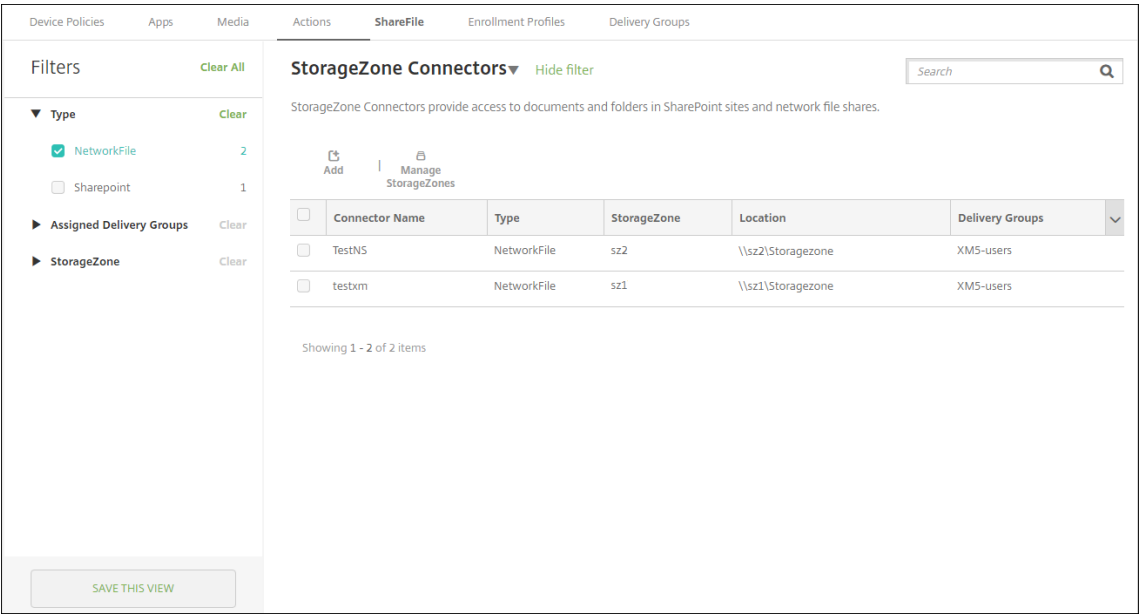 Device Policies Apps Media Actions ShareFile Enrollment Profiles Delivery Groups
Filters Clear All
Type Clear
NetworkFile 2
Sharepoint 1
Assigned Delivery Groups Clear
StorageZone Clear
SAVE THIS VIEW
StorageZone Connectors Hide filter
Search
StorageZone Connectors provide access to documents and folders in SharePoint sites and network file shares.
Add | Manage
StorageZones
Connector Name Type StorageZone Location Delivery Groups
TestNS NetworkFile sz2 \\sz2\Storagezone XM5-users
testxm NetworkFile sz1 \\sz1\Storagezone XM5-users
Showing 1 - 2 of 2 items